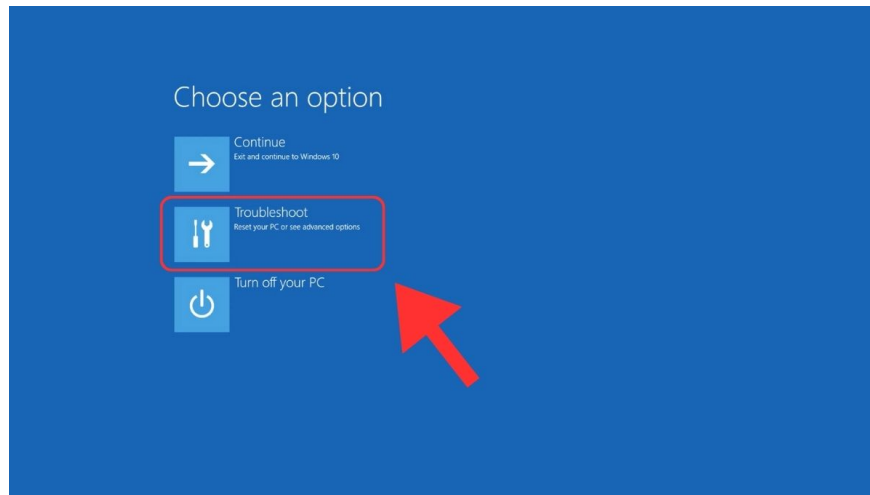 Choose an option
Continue
Exit and continue to Windows 10
Troubleshoot
Reset your PC or see advanced options
Turn off your PC